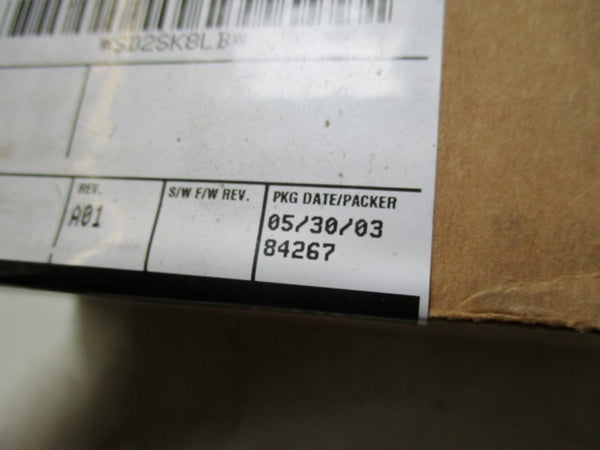 *SD2SK8LB*
REV.
A01
S/W F/W REV.
PKG DATE/PACKER
05/30/03
84267